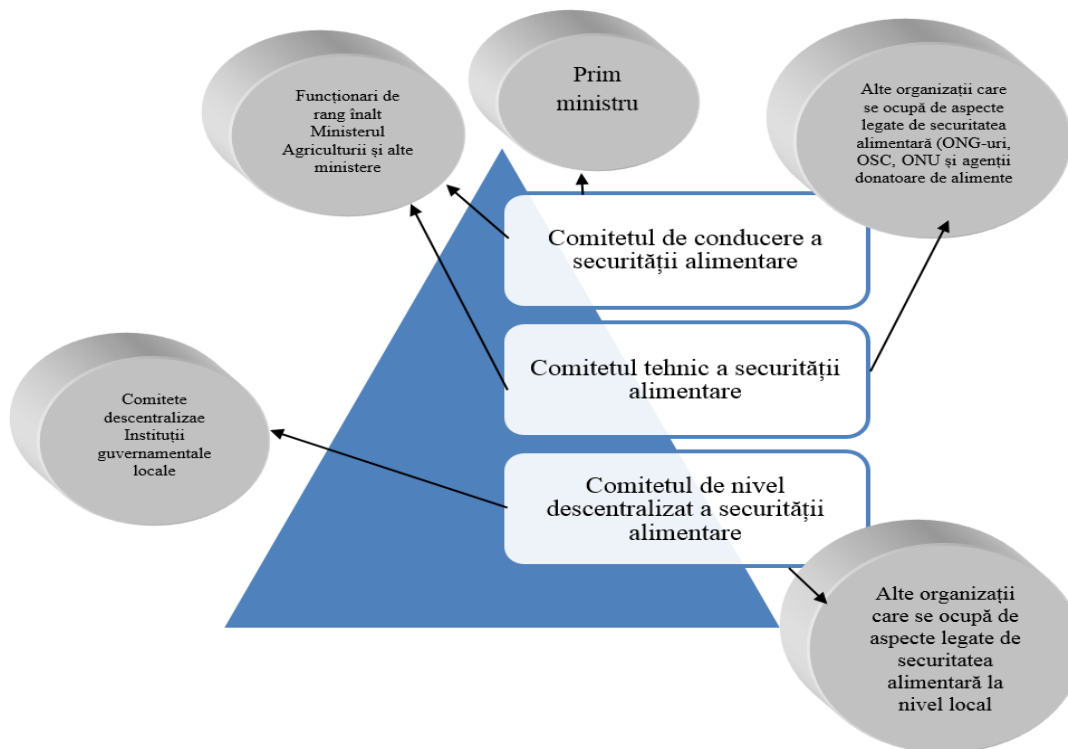 Funcționari de
rang înalt
Ministerul
Agriculturii și alte
ministere
Prim
ministru
Alte organizații care
se ocupă de aspecte
legate de securitatea
alimentară (ONG-uri,
OSC, ONU și agenții
donatoare de alimente
Comitetul de conducere a
securității alimentare
Comitetul tehnic a securității
alimentare
Comitete
descentralizae
Instituții
guvernamentale
locale
Comitetul de nivel
descentralizat a securității
alimentare
Alte organizații
care se ocupă de
aspecte legate de
securitatea
alimentară la
nivel local